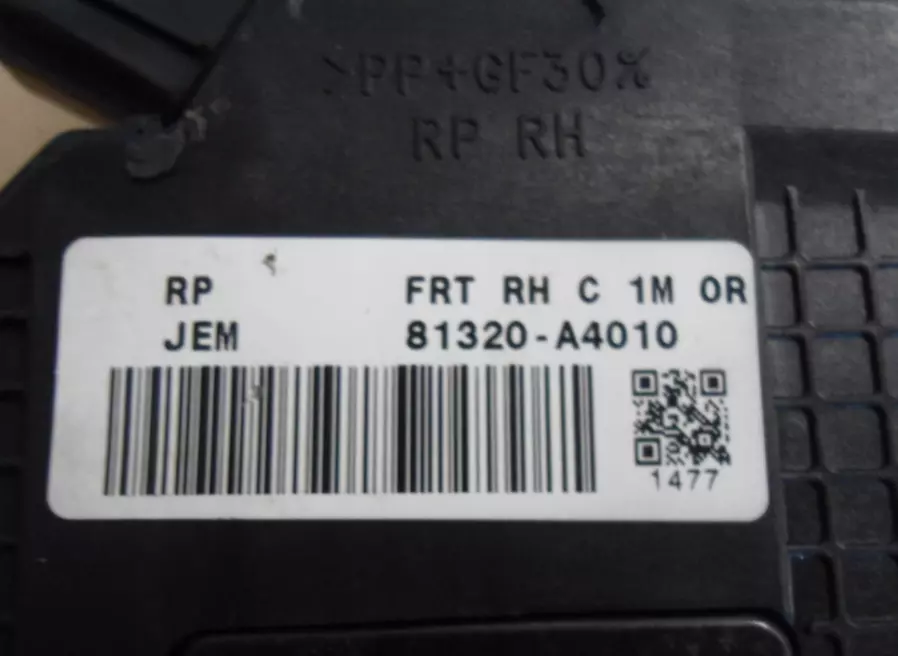 >PP+GF30%
RP RH
RP FRT RH C 1M OR
JEM 81320-A4010
1477